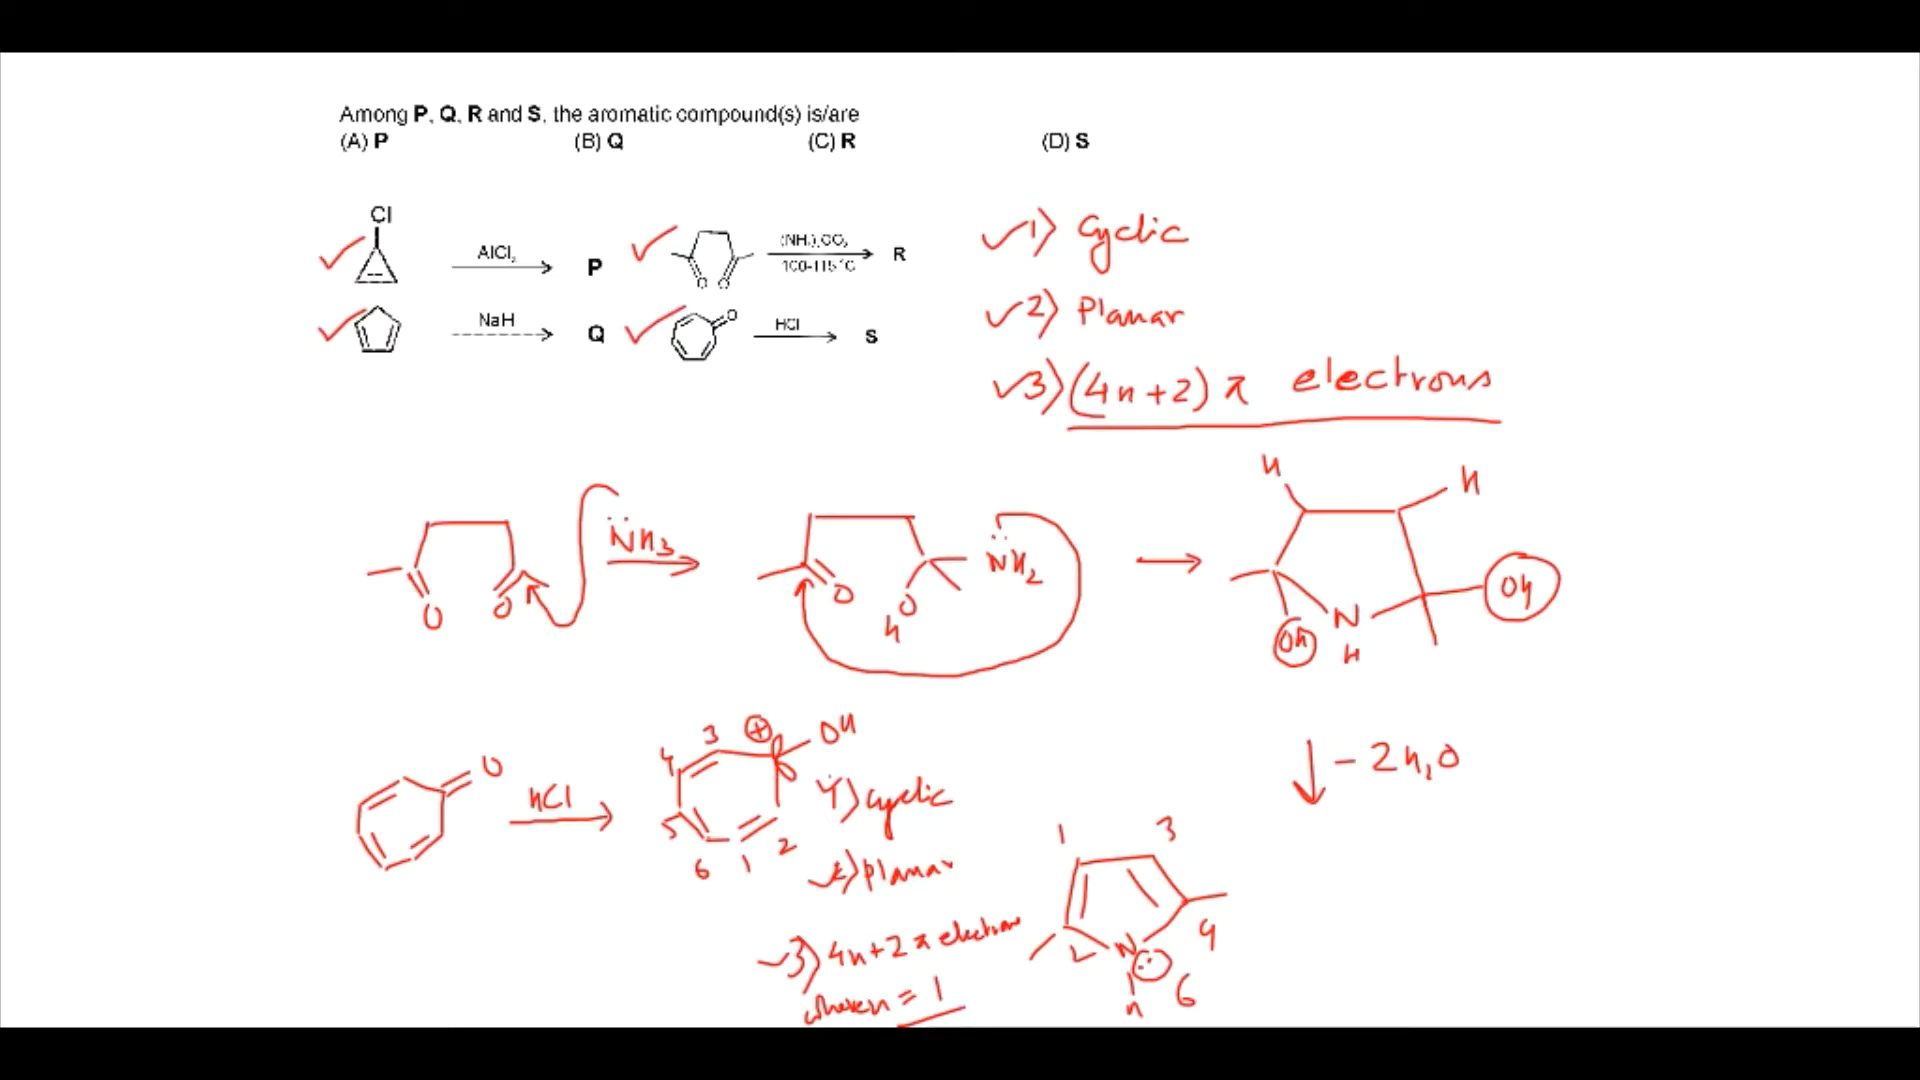 Among P, Q, R and S, the aromatic compound(s) is/are
(A) P (B) Q (C) R (D) S
Cl
AlCl3 P
(NH4)2CO3
100-115 °C R
O O
NaH Q
O HCl S
1) Cyclic
2) Planar
3) (4n+2) π electrons
O O
NH3
O
O
H
NH2
H H
OH
N
H
OH
- 2H2O
O
HCl
OH
3
4
5
6
1
2
1) Cyclic
2) Planar
3) 4n+2 π electron
where n = 1
1 3
2 4
N
H
6